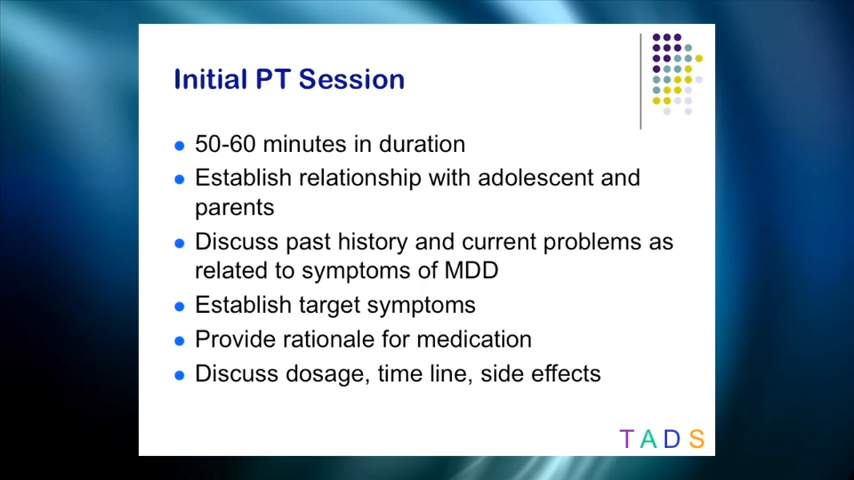 Initial PT Session
50-60 minutes in duration
Establish relationship with adolescent and
parents
Discuss past history and current problems as
related to symptoms of MDD
Establish target symptoms
Provide rationale for medication
Discuss dosage, time line, side effects
TADS